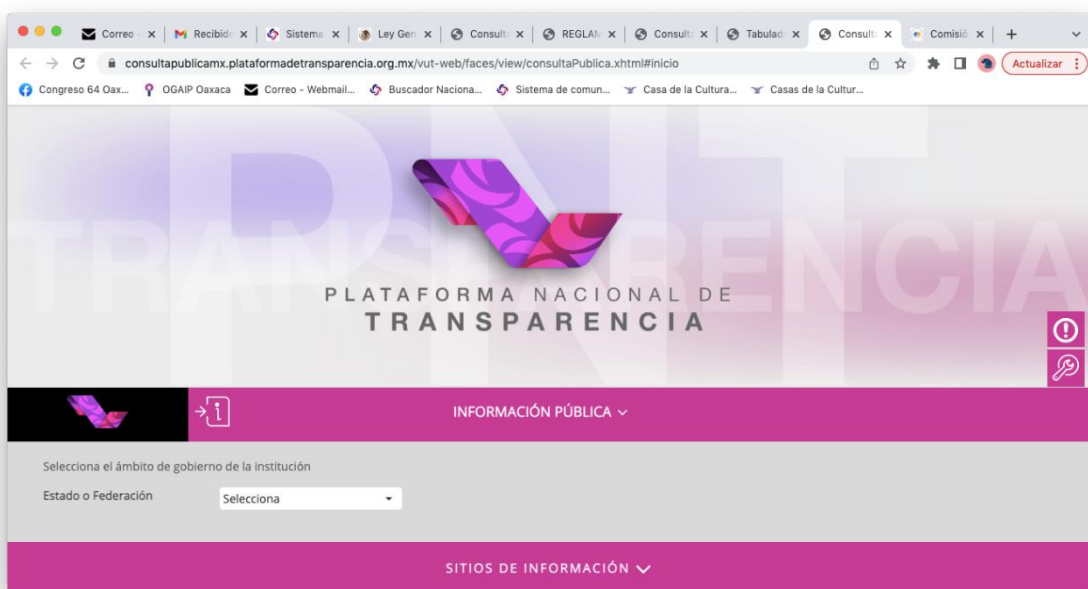 Correo - Recibido Sistema Ley Gen Consulta REGLAM Consulta Tabulad Consulta Comisió
consultapublicamx.plataformadetransparencia.org.mx/vut-web/faces/view/consultaPublica.xhtml#inicio Actualizar
Congreso 64 Oax... OGAIP Oaxaca Correo - Webmail... Buscador Naciona... Sistema de comun... Casa de la Cultura... Casas de la Cultur...
PNT
TRANSPARENCIA
PLATAFORMA NACIONAL DE
TRANSPARENCIA
INFORMACIÓN PÚBLICA
Selecciona el ámbito de gobierno de la institución
Estado o Federación Selecciona
SITIOS DE INFORMACIÓN